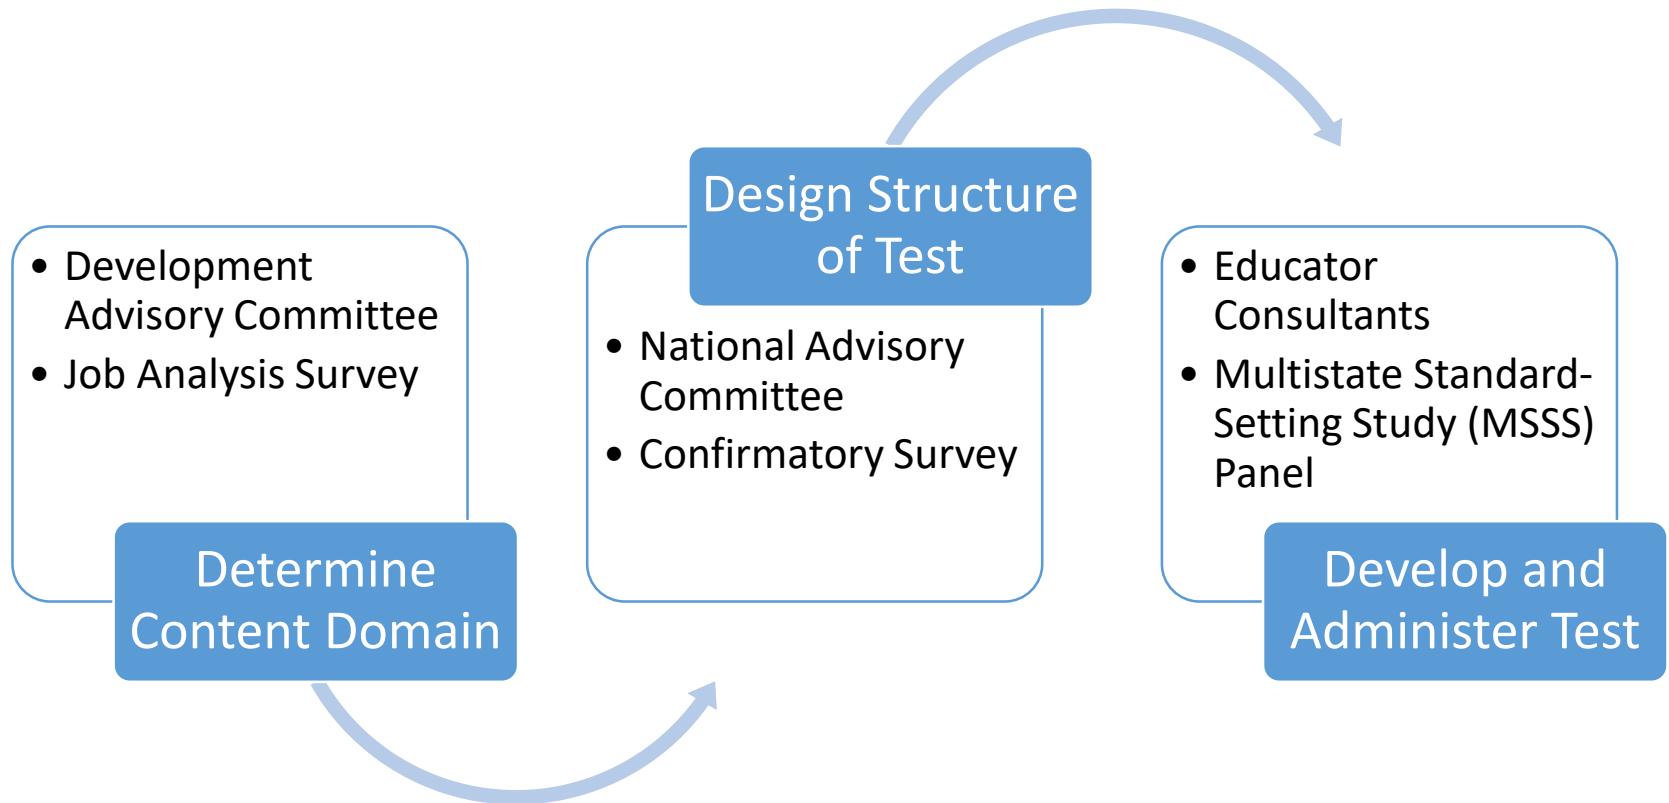 • Development
Advisory Committee
• Job Analysis Survey
Determine
Content Domain
Design Structure
of Test
• National Advisory
Committee
• Confirmatory Survey
• Educator
Consultants
• Multistate Standard-
Setting Study (MSSS)
Panel
Develop and
Administer Test